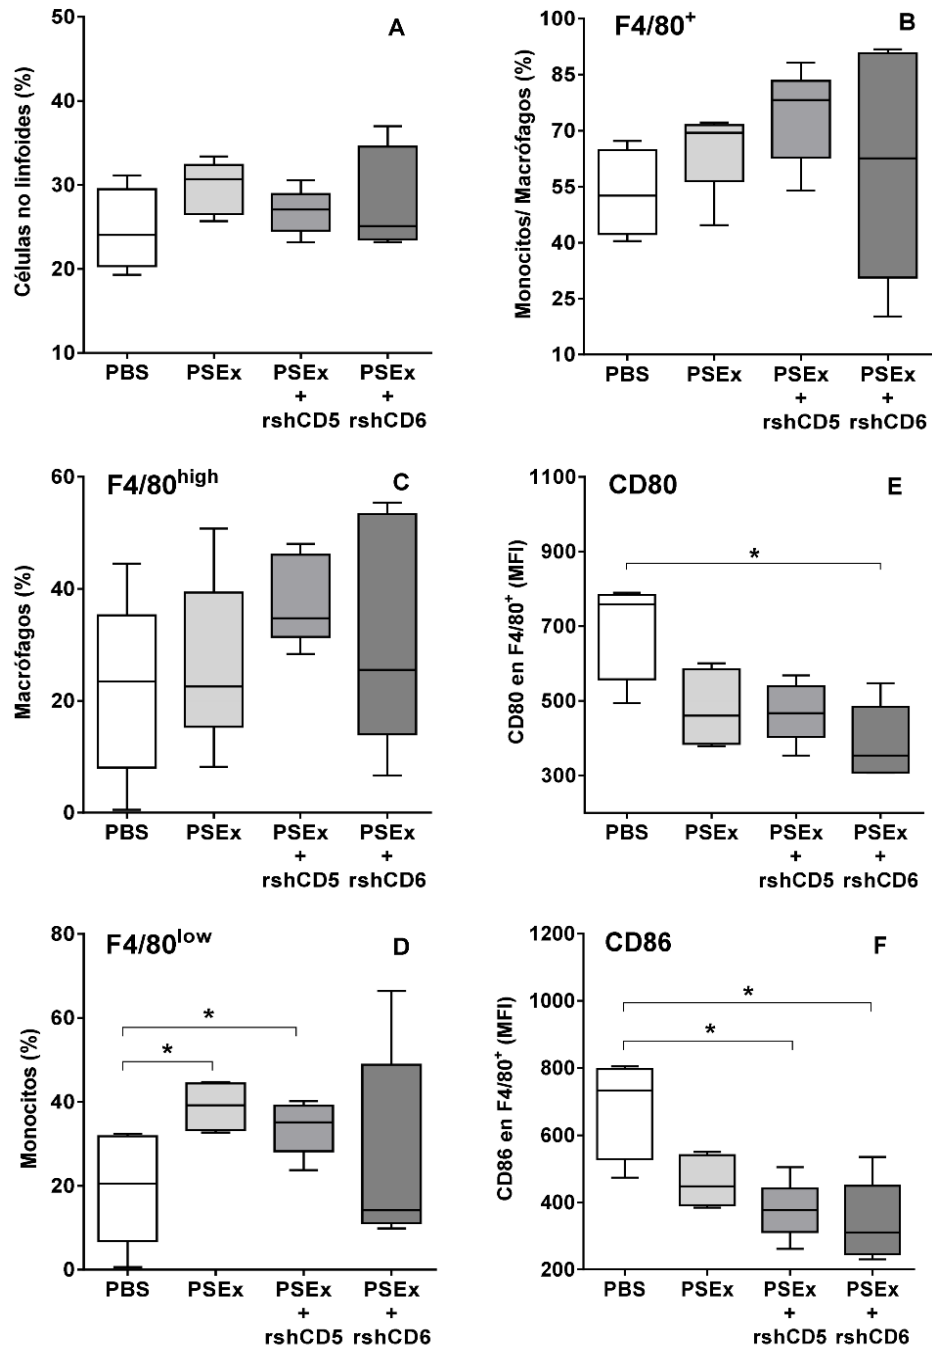 A
Células no linfoides (%)
50
40
30
20
10
PBS PSEx PSEx PSEx
+ +
rshCD5 rshCD6
F4/80⁺ B
Monocitos/ Macrófagos (%)
100
85
70
55
40
25
10
PBS PSEx PSEx PSEx
+ +
rshCD5 rshCD6
F4/80ʰⁱᵍʰ C
Macrófagos (%)
60
40
20
0
PBS PSEx PSEx PSEx
+ +
rshCD5 rshCD6
CD80 E
CD80 en F4/80⁺ (MFI)
1100
900
700
500
300
*
PBS PSEx PSEx PSEx
+ +
rshCD5 rshCD6
F4/80ˡᵒʷ D
Monocitos (%)
80
60
40
20
0
*
*
PBS PSEx PSEx PSEx
+ +
rshCD5 rshCD6
CD86 F
CD86 en F4/80⁺ (MFI)
1200
1000
800
600
400
200
*
*
PBS PSEx PSEx PSEx
+ +
rshCD5 rshCD6